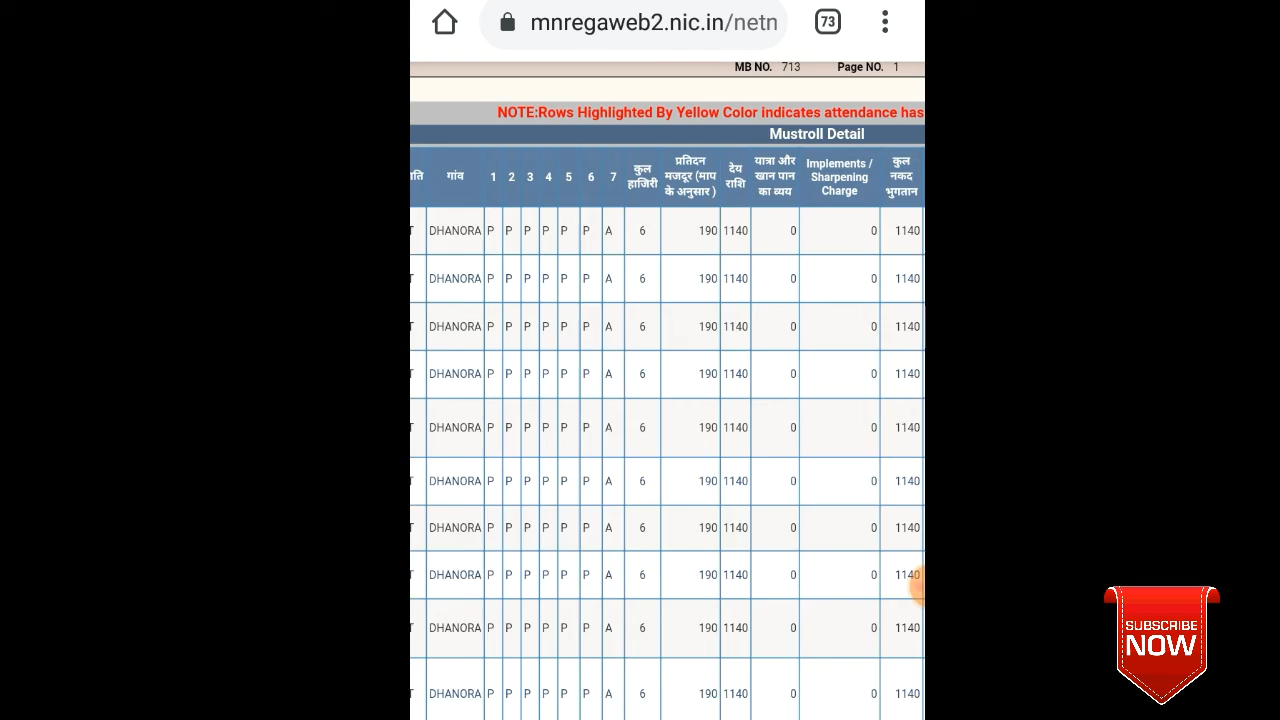 mnregaweb2.nic.in/netn 73
MB NO. 713 Page NO. 1
NOTE:Rows Highlighted By Yellow Color indicates attendance has
Mustroll Detail
गांव 1 2 3 4 5 6 7 कुल हाजिरी प्रतिदन मजदूर (माप के अनुसार ) देय राशि यात्रा और खान पान का व्यय Implements / Sharpening Charge कुल नकद भुगतान
DHANORA P P P P P P A 6 190 1140 0 0 1140
DHANORA P P P P P P A 6 190 1140 0 0 1140
DHANORA P P P P P P A 6 190 1140 0 0 1140
DHANORA P P P P P P A 6 190 1140 0 0 1140
DHANORA P P P P P P A 6 190 1140 0 0 1140
DHANORA P P P P P P A 6 190 1140 0 0 1140
DHANORA P P P P P P A 6 190 1140 0 0 1140
DHANORA P P P P P P A 6 190 1140 0 0 1140
DHANORA P P P P P P A 6 190 1140 0 0 1140
DHANORA P P P P P P A 6 190 1140 0 0 1140
SUBSCRIBE
NOW